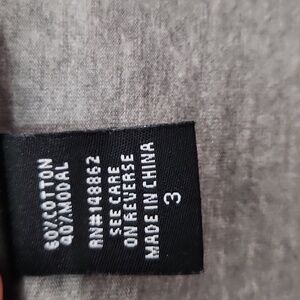 60%COTTON
40%MODAL
RN#148862
SEE CARE
ON REVERSE
MADE IN CHINA
3